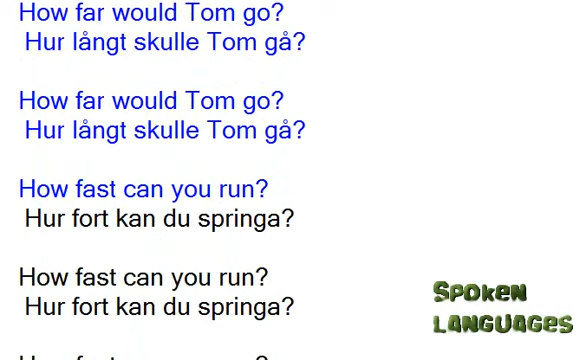 How far would Tom go?
Hur långt skulle Tom gå?
How far would Tom go?
Hur långt skulle Tom gå?
How fast can you run?
Hur fort kan du springa?
How fast can you run?
Hur fort kan du springa?
Spoken
Languages